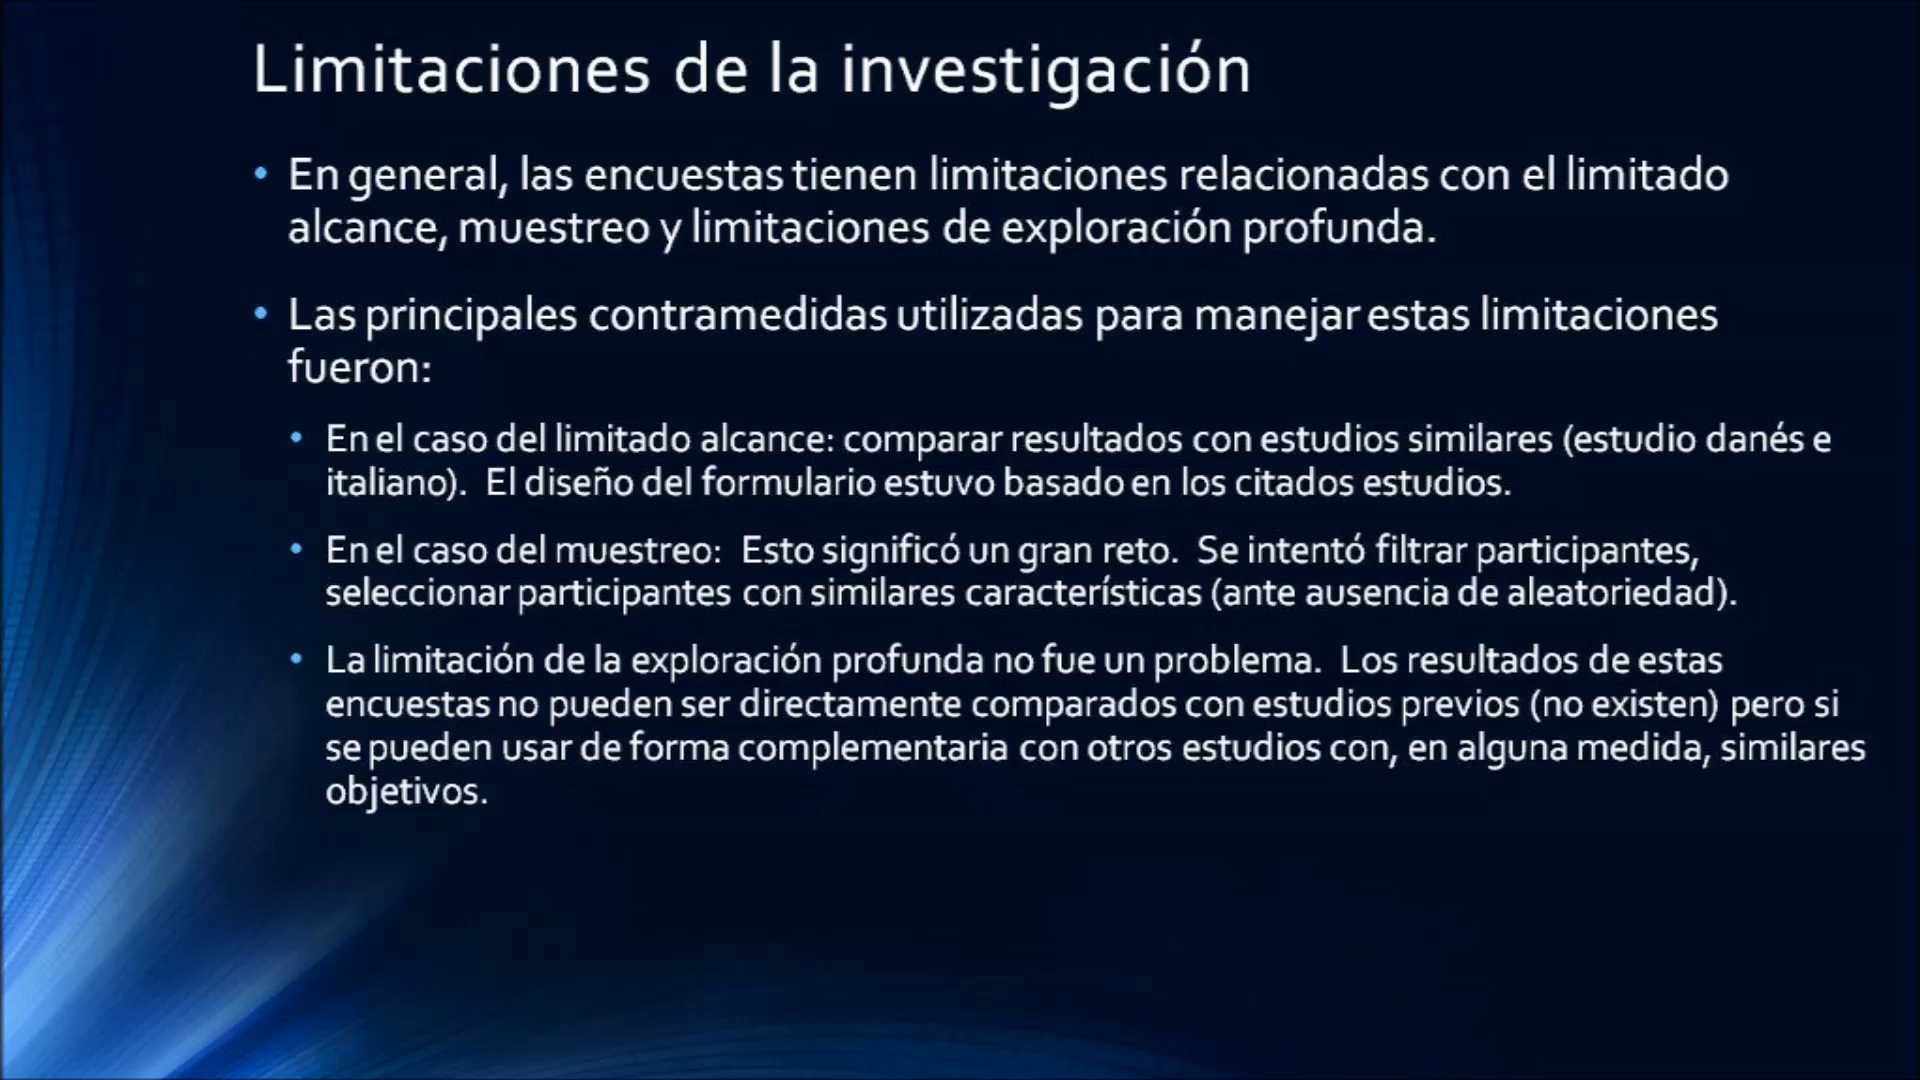 Limitaciones de la investigación
• En general, las encuestas tienen limitaciones relacionadas con el limitado
alcance, muestreo y limitaciones de exploración profunda.
• Las principales contramedidas utilizadas para manejar estas limitaciones
fueron:
• En el caso del limitado alcance: comparar resultados con estudios similares (estudio danés e
italiano). El diseño del formulario estuvo basado en los citados estudios.
• En el caso del muestreo: Esto significó un gran reto. Se intentó filtrar participantes,
seleccionar participantes con similares características (ante ausencia de aleatoriedad).
• La limitación de la exploración profunda no fue un problema. Los resultados de estas
encuestas no pueden ser directamente comparados con estudios previos (no existen) pero si
se pueden usar de forma complementaria con otros estudios con, en alguna medida, similares
objetivos.